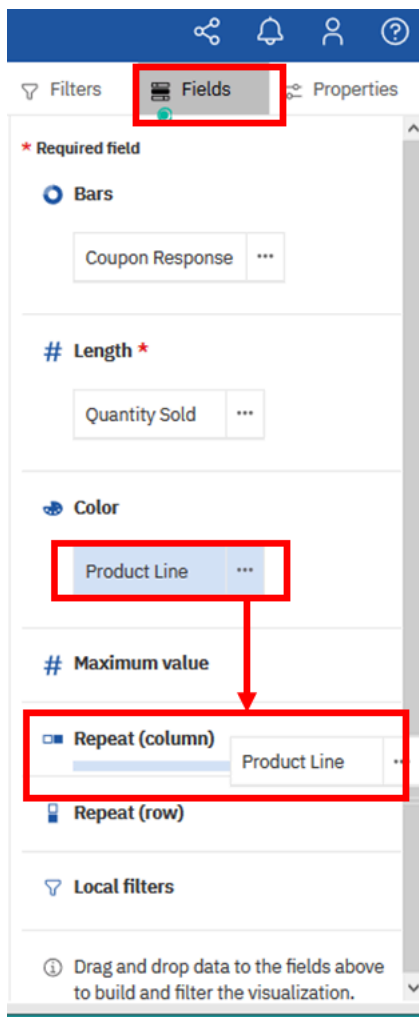 Filters Fields Properties
* Required field
Bars
Coupon Response ...
# Length *
Quantity Sold ...
Color
Product Line ...
# Maximum value
Repeat (column)
Product Line ...
Repeat (row)
Local filters
Drag and drop data to the fields above
to build and filter the visualization.